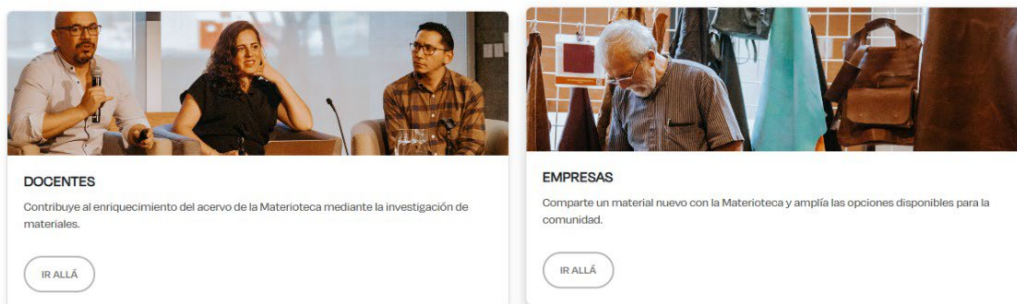 DOCENTES
Contribuye al enriquecimiento del acervo de la Materioteca mediante la investigación de
materiales.
IR ALLÁ
EMPRESAS
Comparte un material nuevo con la Materioteca y amplía las opciones disponibles para la
comunidad.
IR ALLÁ